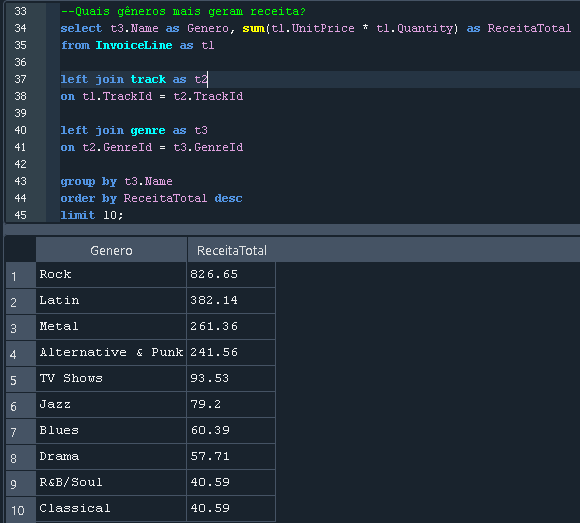 33 --Quais gêneros mais geram receita?
34 select t3.Name as Genero, sum(t1.UnitPrice * t1.Quantity) as ReceitaTotal
35 from InvoiceLine as t1
36
37 left join track as t2
38 on t1.TrackId = t2.TrackId
39
40 left join genre as t3
41 on t2.GenreId = t3.GenreId
42
43 group by t3.Name
44 order by ReceitaTotal desc
45 limit 10;
Genero ReceitaTotal
1 Rock 826.65
2 Latin 382.14
3 Metal 261.36
4 Alternative & Punk 241.56
5 TV Shows 93.53
6 Jazz 79.2
7 Blues 60.39
8 Drama 57.71
9 R&B/Soul 40.59
10 Classical 40.59